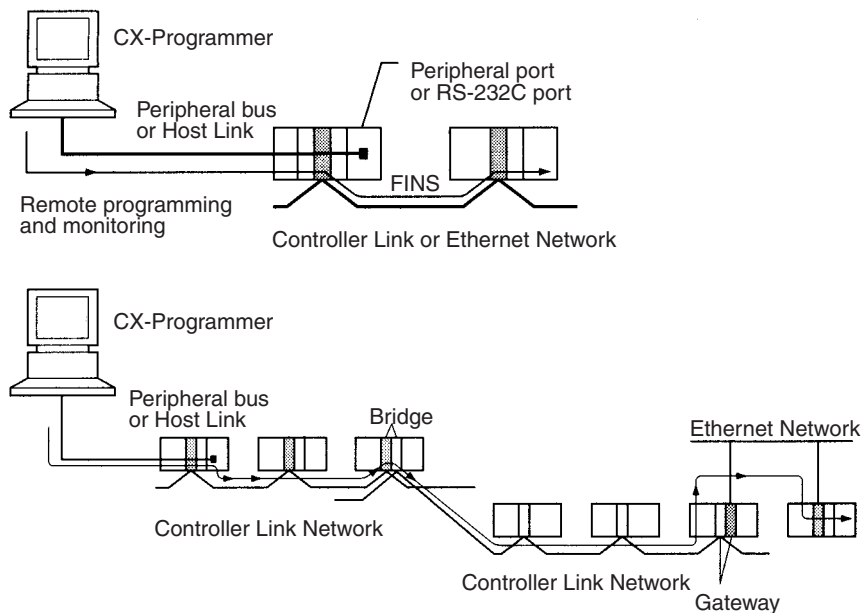 CX-Programmer
Peripheral port
or RS-232C port
Peripheral bus
or Host Link
FINS
Remote programming
and monitoring
Controller Link or Ethernet Network
CX-Programmer
Peripheral bus
or Host Link
Bridge
Ethernet Network
Controller Link Network
Controller Link Network
Gateway